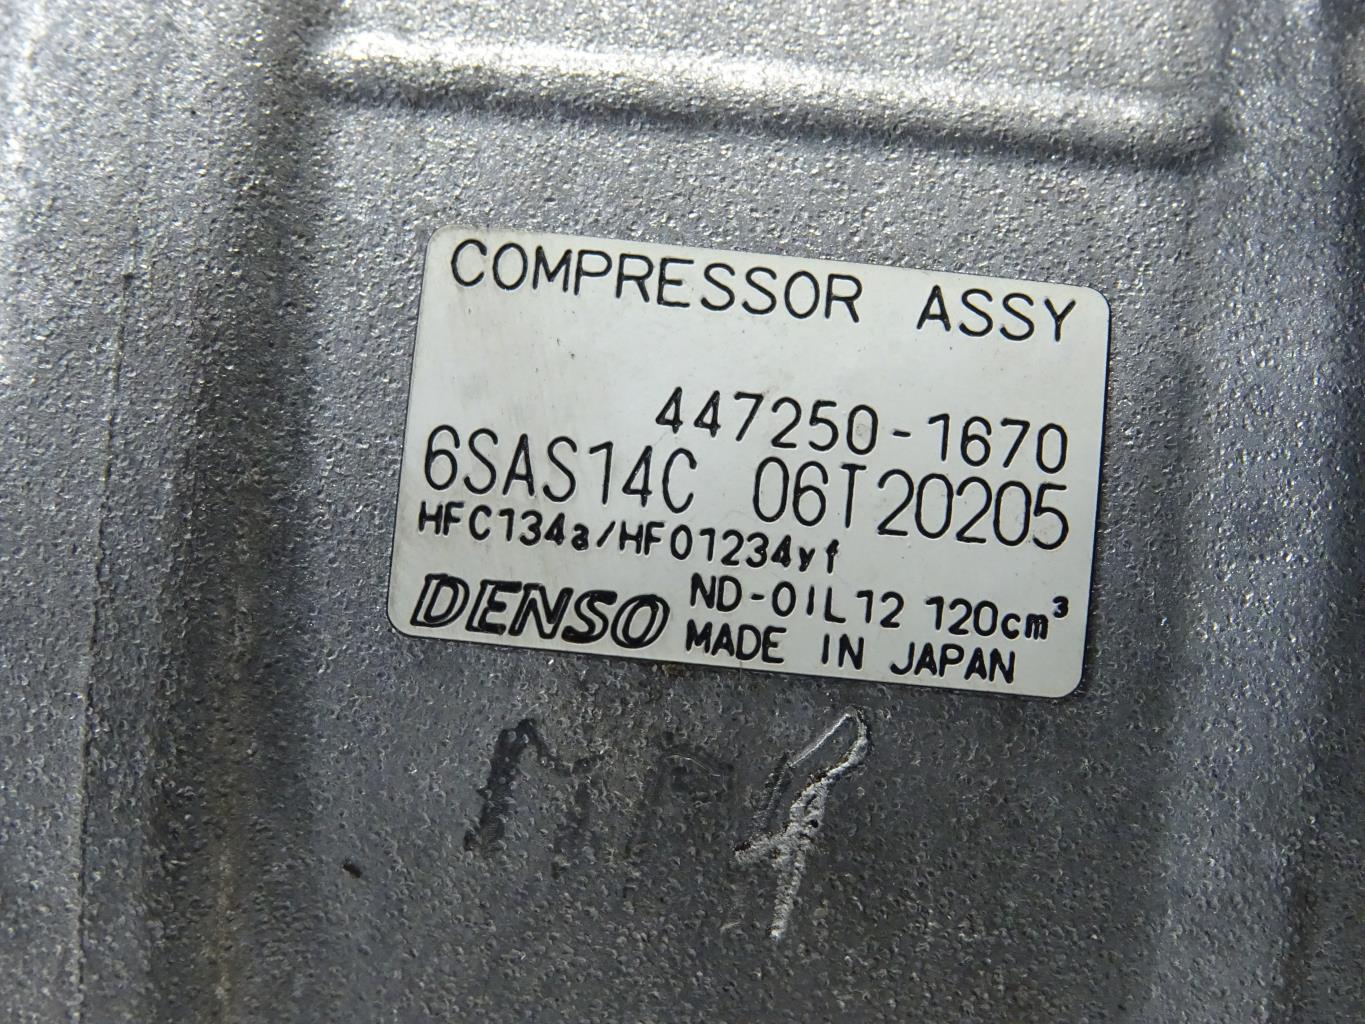 COMPRESSOR ASSY
447250-1670
6SAS14C 06T20205
HFC134a/HFO1234yf
DENSO ND-OIL12 120cm³
MADE IN JAPAN